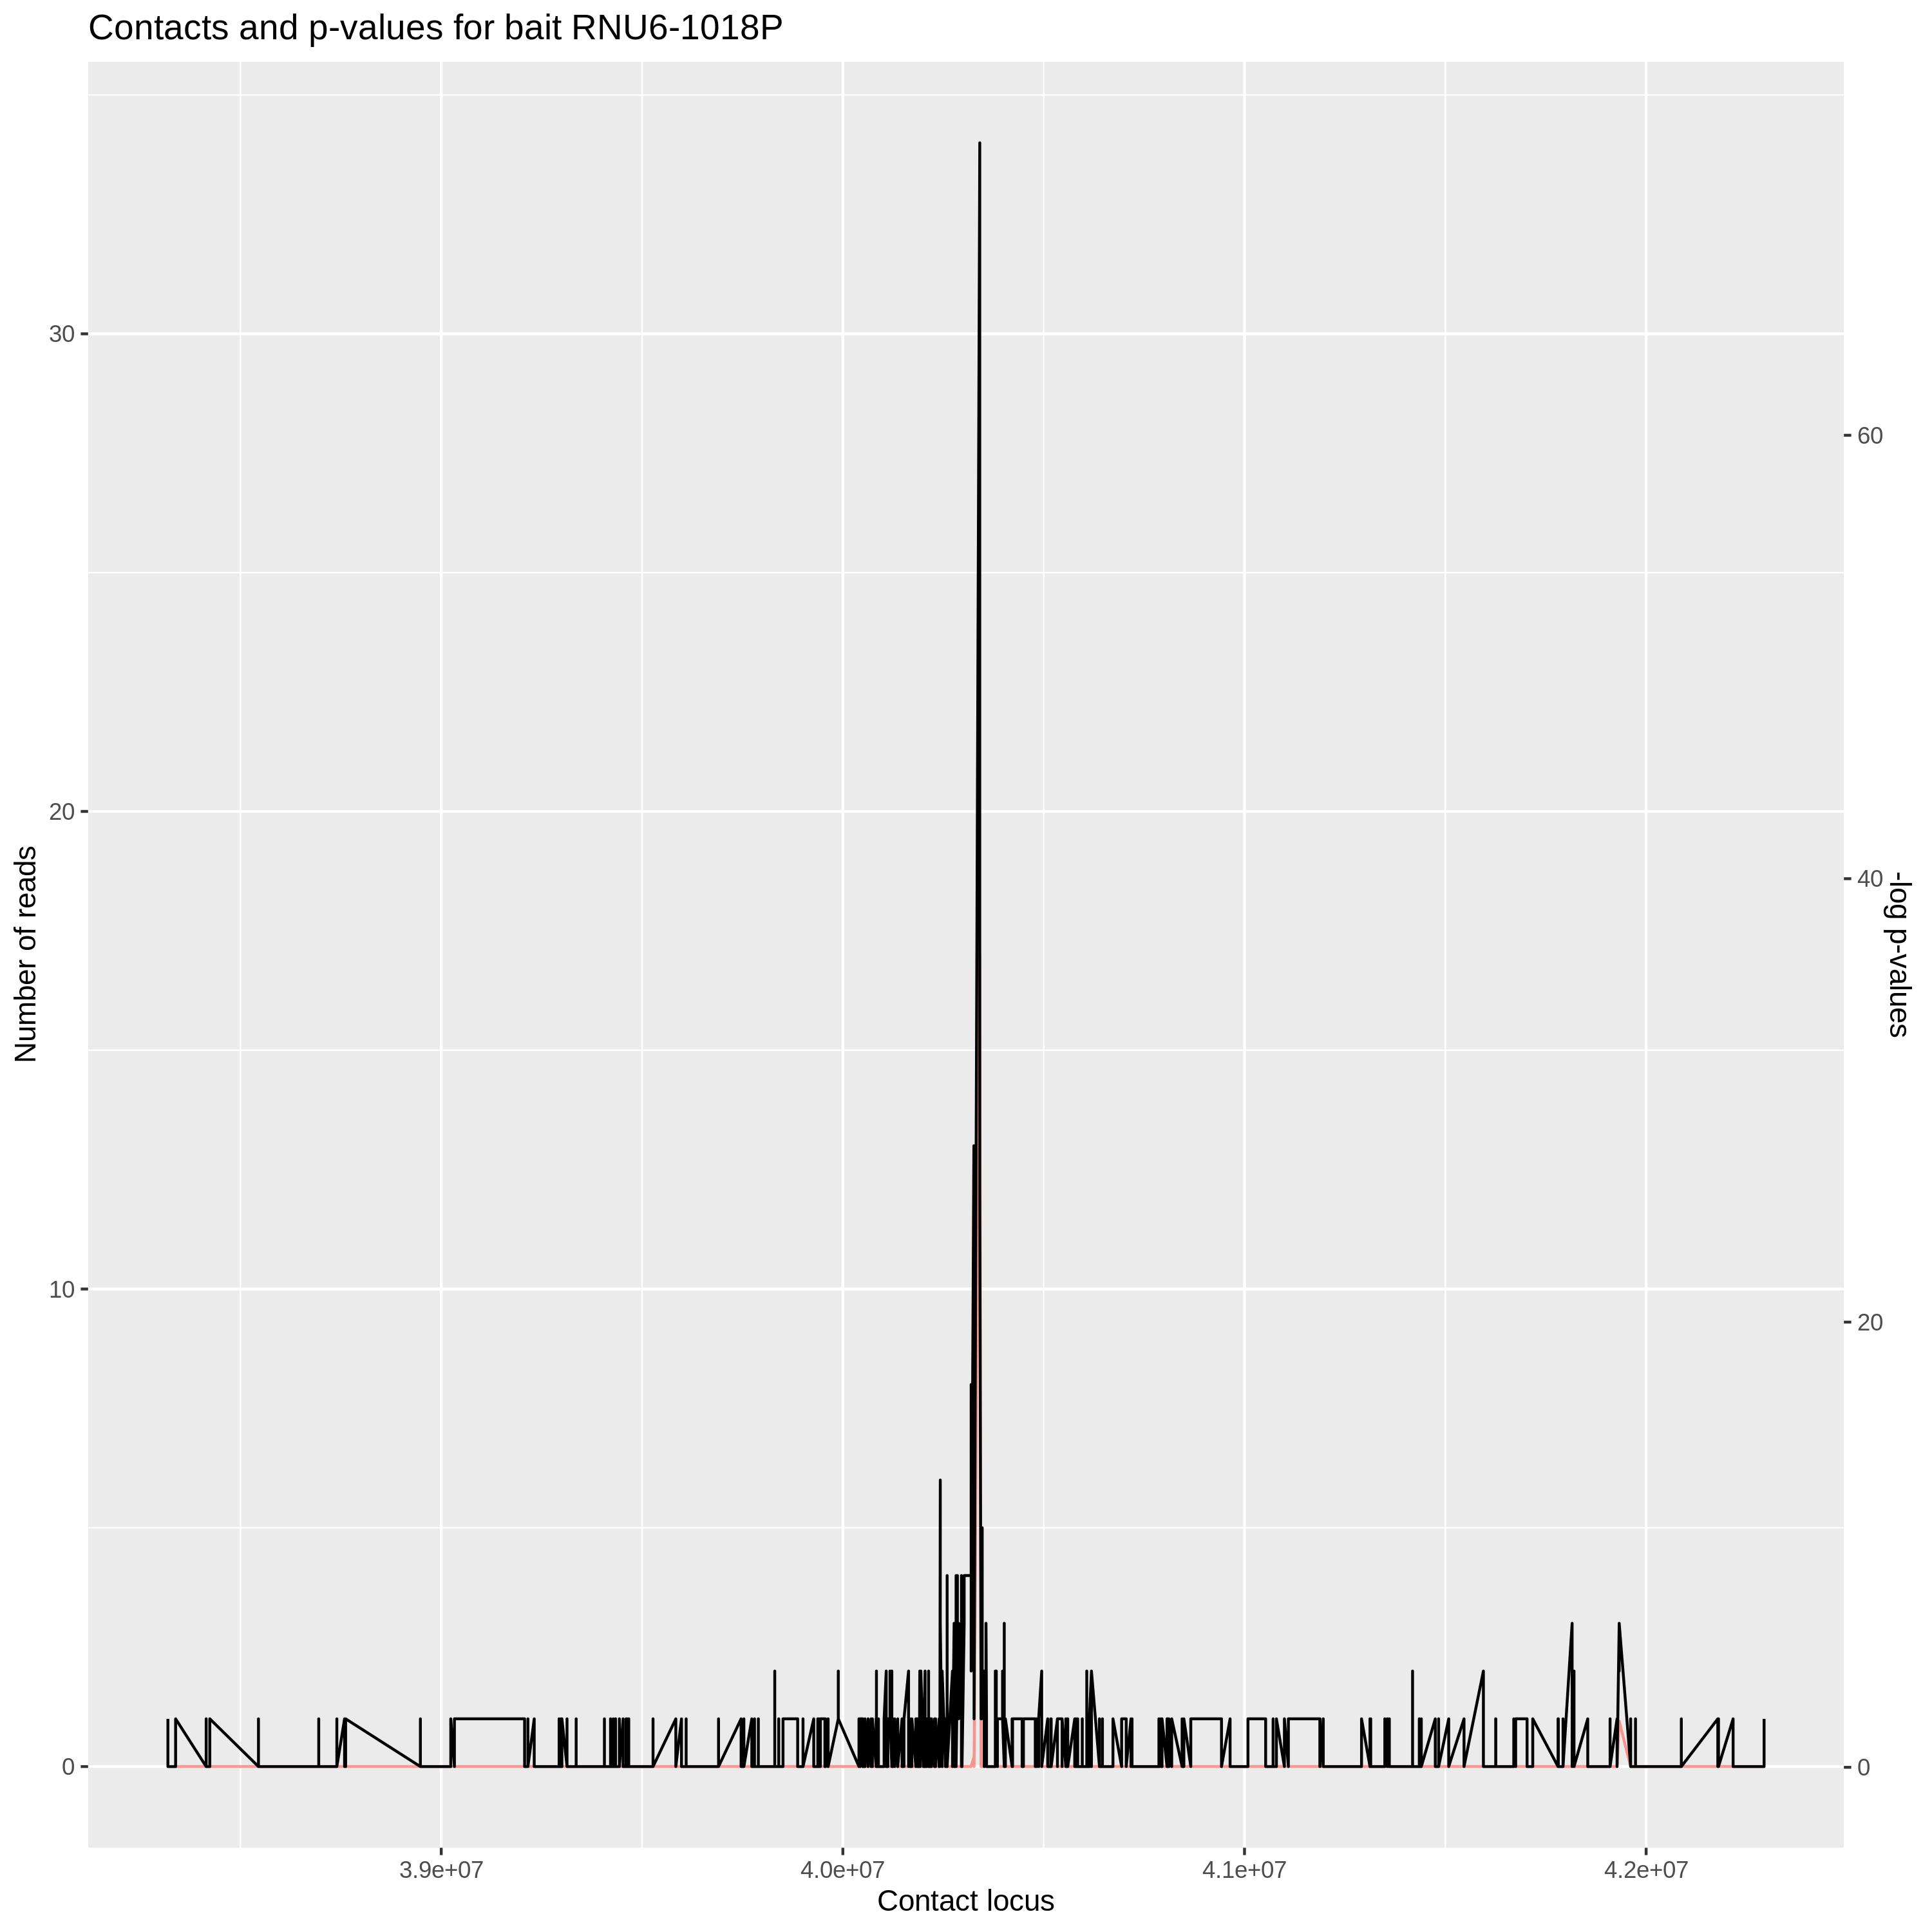 Contacts and p-values for bait RNU6-1018P
30
20
10
0
Number of reads
60
40
20
0
-log p-values
3.9e+07 4.0e+07 4.1e+07 4.2e+07
Contact locus